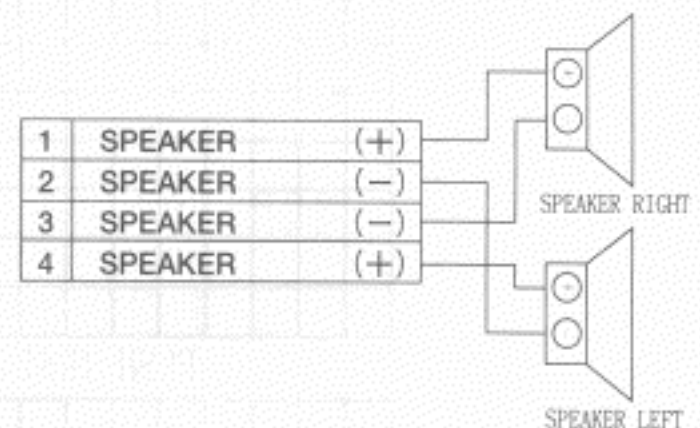 1 SPEAKER (+)
2 SPEAKER (-)
3 SPEAKER (-)
4 SPEAKER (+)
SPEAKER RIGHT
SPEAKER LEFT